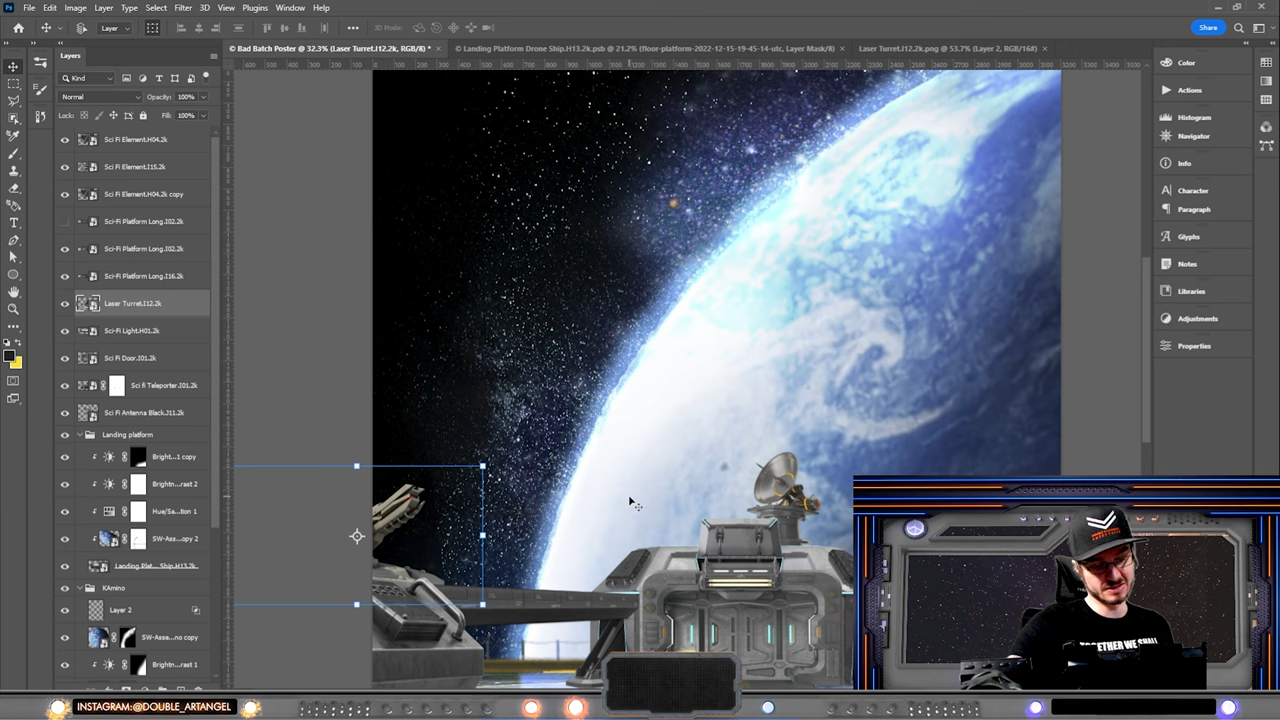 Ps File Edit Image Layer Type Select Filter 3D View Plugins Window Help
Layer 3D Mode: Share
© Bad Batch Poster @ 32.3% (Laser Turret.I12.2k, RGB/8) * × © Landing Platform Drone Ship.H13.2k.psb @ 21.2% (floor-platform-2022-12-15-19-45-14-utc, Layer Mask/8) × Laser Turret.I12.2k.png @ 53.7% (Layer 2, RGB/16#) ×
Layers
Kind
Normal Opacity: 100%
Lock: Fill: 100%
Sci Fi Element.H04.2k
Sci Fi Element.I15.2k
Sci Fi Element.H04.2k copy
Sci-Fi Platform Long.I02.2k
Sci-Fi Platform Long.I02.2k
Sci-Fi Platform Long.I16.2k
Laser Turret.I12.2k
Sci-Fi Light.H01.2k
Sci Fi Door.I01.2k
Sci fi Teleporter.I01.2k
Sci Fi Antenna Black.J11.2k
Landing platform
Bright...1 copy
Brightn...rast 2
Hue/Sa...tion 1
SW-Ass...opy 2
Landing Plat... Ship.H13.2k
KAmino
Layer 2
SW-Asse...no copy
Brightn...rast 1
Color
Actions
Histogram
Navigator
Info
Character
Paragraph
Glyphs
Notes
Libraries
Adjustments
Properties
TOGETHER WE SHALL
INSTAGRAM:@DOUBLE_ARTANGEL